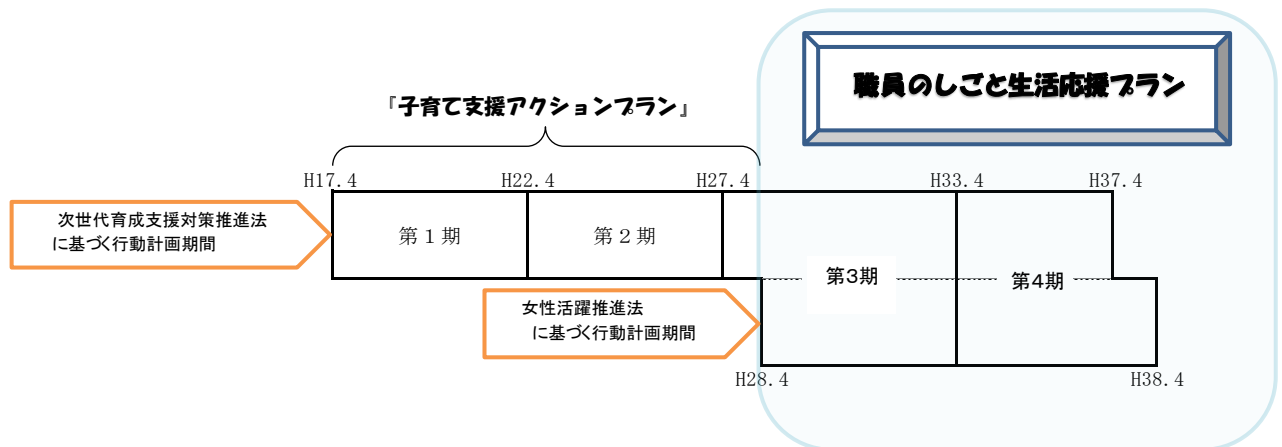 職員のしごと生活応援プラン
『子育て支援アクションプラン』
H17.4
H22.4
H27.4
H33.4
H37.4
次世代育成支援対策推進法
に基づく行動計画期間
第1期
第2期
第3期
第4期
女性活躍推進法
に基づく行動計画期間
H28.4
H38.4